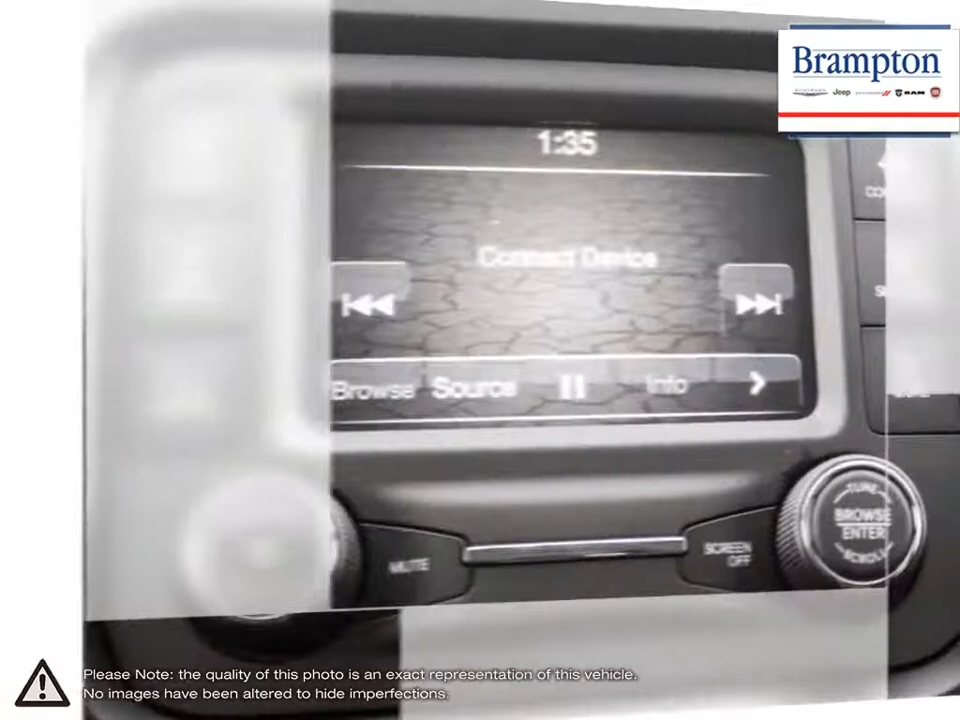 Brampton
Jeep
RAM
1:35
Connect Device
Browse Source Info
MUTE
SCREEN
OFF
TUNE
BROWSE
ENTER
SCROLL
Please Note: the quality of this photo is an exact representation of this vehicle.
No images have been altered to hide imperfections.